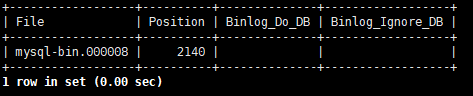 +------------------+----------+--------------+------------------+
| File             | Position | Binlog_Do_DB | Binlog_Ignore_DB |
+------------------+----------+--------------+------------------+
| mysql-bin.000008 |     2140 |              |                  |
+------------------+----------+--------------+------------------+
1 row in set (0.00 sec)